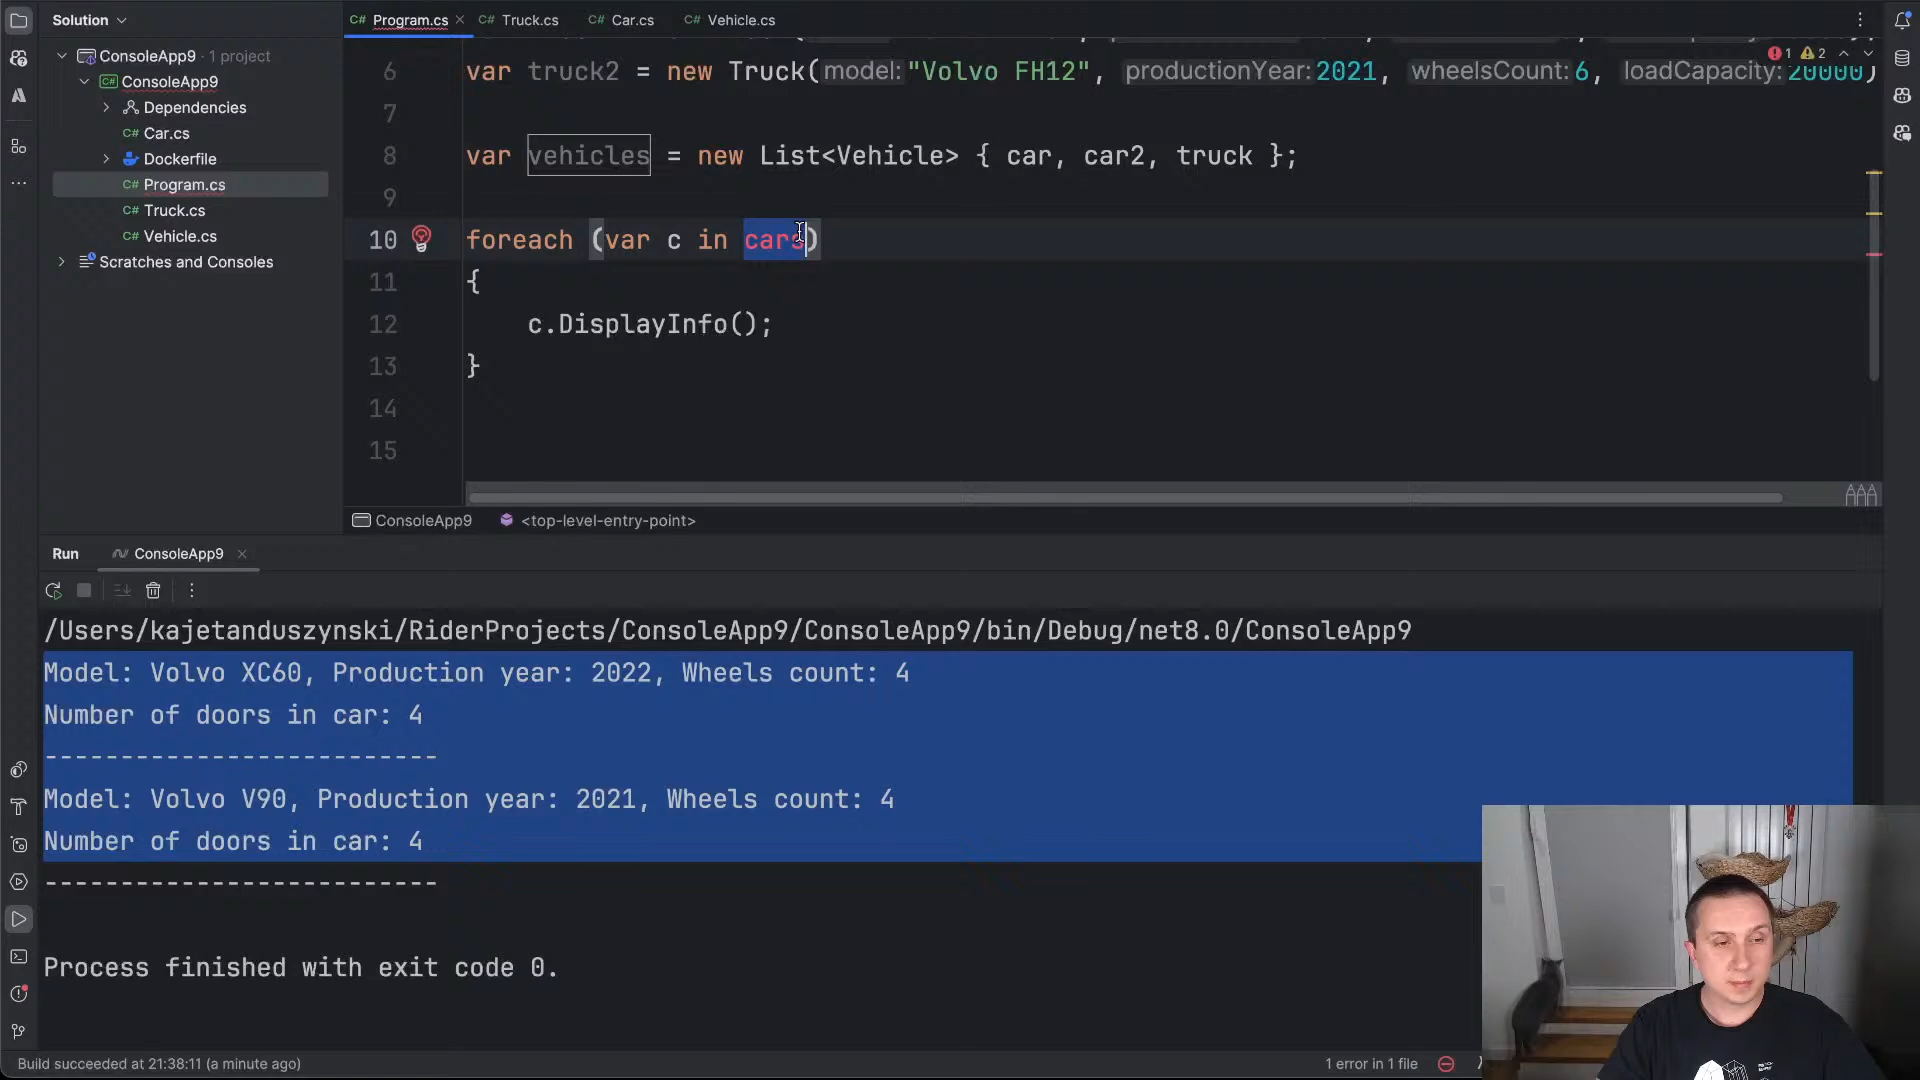 Solution
Program.cs
Truck.cs
Car.cs
Vehicle.cs
ConsoleApp9 · 1 project
ConsoleApp9
Dependencies
Car.cs
Dockerfile
Program.cs
Truck.cs
Vehicle.cs
Scratches and Consoles
1 2
6 var truck2 = new Truck( model: "Volvo FH12", productionYear: 2021, wheelsCount: 6, loadCapacity: 20000)
7
8 var vehicles = new List<Vehicle> { car, car2, truck };
9
10 foreach (var c in cars)
11 {
12 c.DisplayInfo();
13 }
14
15
ConsoleApp9 <top-level-entry-point>
Run ConsoleApp9
/Users/kajetanduszynski/RiderProjects/ConsoleApp9/ConsoleApp9/bin/Debug/net8.0/ConsoleApp9
Model: Volvo XC60, Production year: 2022, Wheels count: 4
Number of doors in car: 4
--------------------------
Model: Volvo V90, Production year: 2021, Wheels count: 4
Number of doors in car: 4
--------------------------
Process finished with exit code 0.
Build succeeded at 21:38:11 (a minute ago)
1 error in 1 file